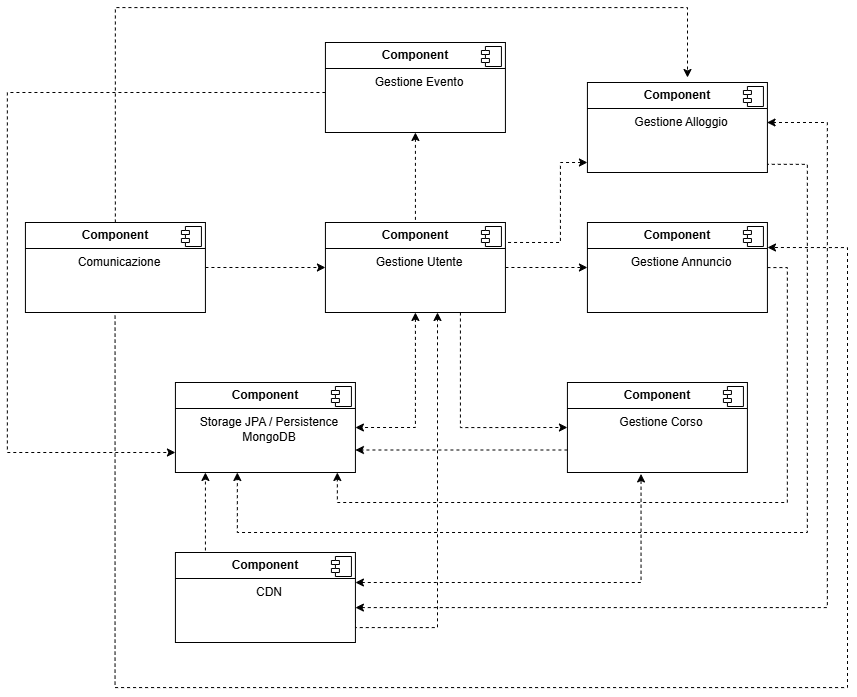 Component
Gestione Evento
Component
Gestione Alloggio
Component
Comunicazione
Component
Gestione Utente
Component
Gestione Annuncio
Component
Storage JPA / Persistence
MongoDB
Component
Gestione Corso
Component
CDN